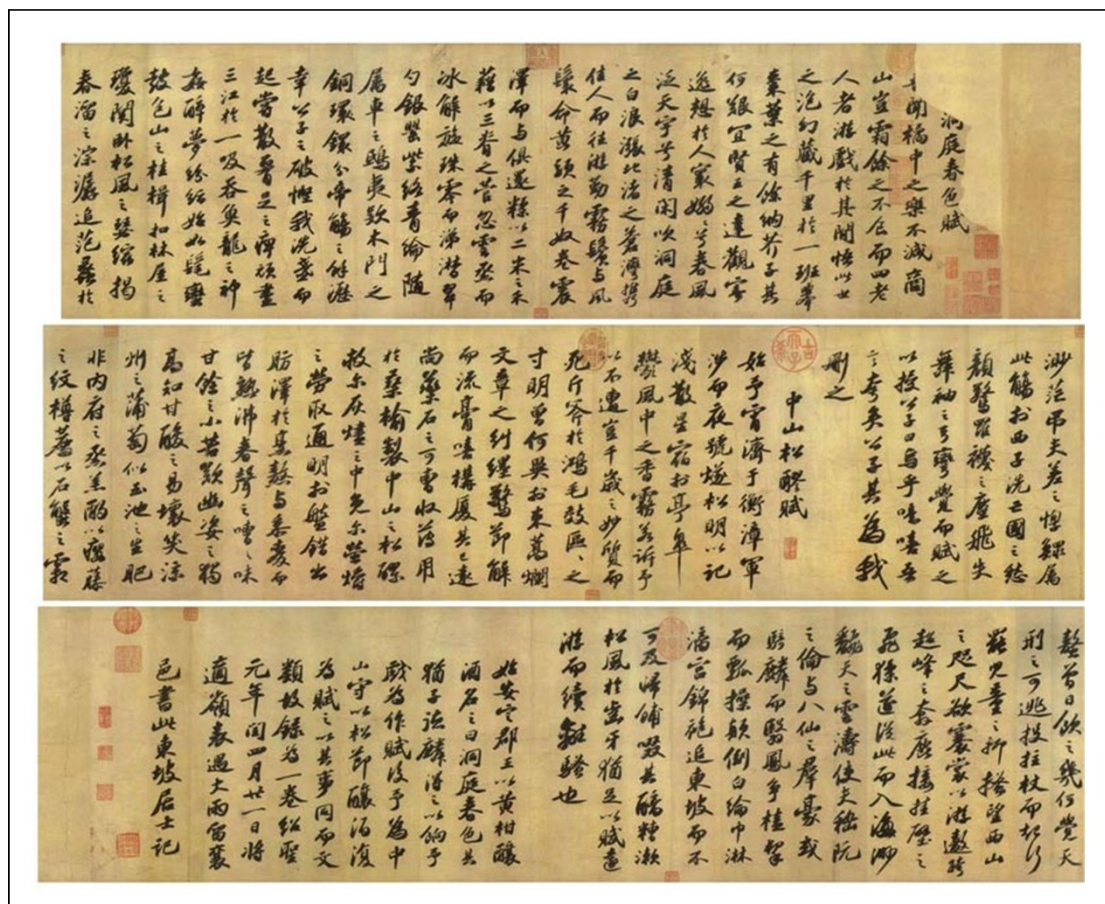 洞庭春色賦
吾聞橘中之樂不減商
山豈霜餘之不食而四老
人者游戲於其間悟此世
之泡幻藏千里於一班舉
棗葉之有餘納芥子其
何艱宜賢王之達觀寄
逸想於人寰嫋嫋兮春風
泛天宇兮清閑吹洞庭
之白浪漲北渚之蒼灣携
佳人而往游勤霧鬢與風
鬟命黃頭之千奴卷震
澤而與俱還糅以二米之禾
藉以三脊之菅忽雲烝而
冰解旋珠零而涕潸翠
勺銀罌紫絡青綸隨
屬車之鴟夷款木門之
銅環鐶分帝觴之餘瀝
幸公子之破慳我洗盞而
起嘗散腰足之痺頑盡
三江於一吸吞魚龍之神
姦醉夢紛紜始如髦蠻
鼓包山之桂楫扣林屋之
瓊關卧松風之瑟縮揭
春溜之淙潺追范蠡於
渺茫吊夫差之惸鰥屬
此觴於西子洗亡國之愁
顏驚羅襪之塵飛失
舞袖之弓彎覺而賦之
以授公子曰烏乎噫嘻吾
言夸矣公子其為我
刪之
中山松醪賦
始予宵濟于衡漳軍
涉而夜號燧松明以記
淺散星宿於亭皋
鬱風中之香霧若訴予
以不遭豈千歲之妙質而
死斤斧於鴻毛效區區之
寸明曾何異於束蒿爛
文章之糾纆驚節解
而流膏嘻構厦其已遠
尚藥石之可曹收薄用
於桑榆製中山之松醪
救爾灰燼之中免爾螢爝
之勞取通明於盤錯出
肪澤於烹熬與黍麥而
皆熟沸舂聲之嘈嘈味
甘餘之小苦歎幽姿之獨
高知甘酸之易壞笑涼
州之蒲萄似玉池之生肥
非內府之烝羔酌以癭藤
之紋樽薦以石蟹之霜
螯曾日飲之幾何覺天
刑之可逃投拄杖而起行
罷兒童之抑搔望西山
之咫尺欲褰裳以游遨跨
超峰之奔鹿接挂壁之
飛猱遂從此而入海渺
翻天之雲濤使夫嵇阮
之倫與八仙之群豪或
騎麟而翳鳳爭榼挈
而瓢操顛倒白綸巾淋
漓宮錦袍追東坡而不
可及歸餔歠其醨糟漱
松風於齒牙猶足以賦遠
游而續離騷也
始安定郡王以黃柑釀
酒名之曰洞庭春色其
猶子德麟得之以餉予
戲為作賦後予為中
山守以松節釀酒復
為賦之以其事同而文
類故錄為一卷紹聖
元年閏四月廿一日將
適嶺表遇大雨留襄
邑書此東坡居士記